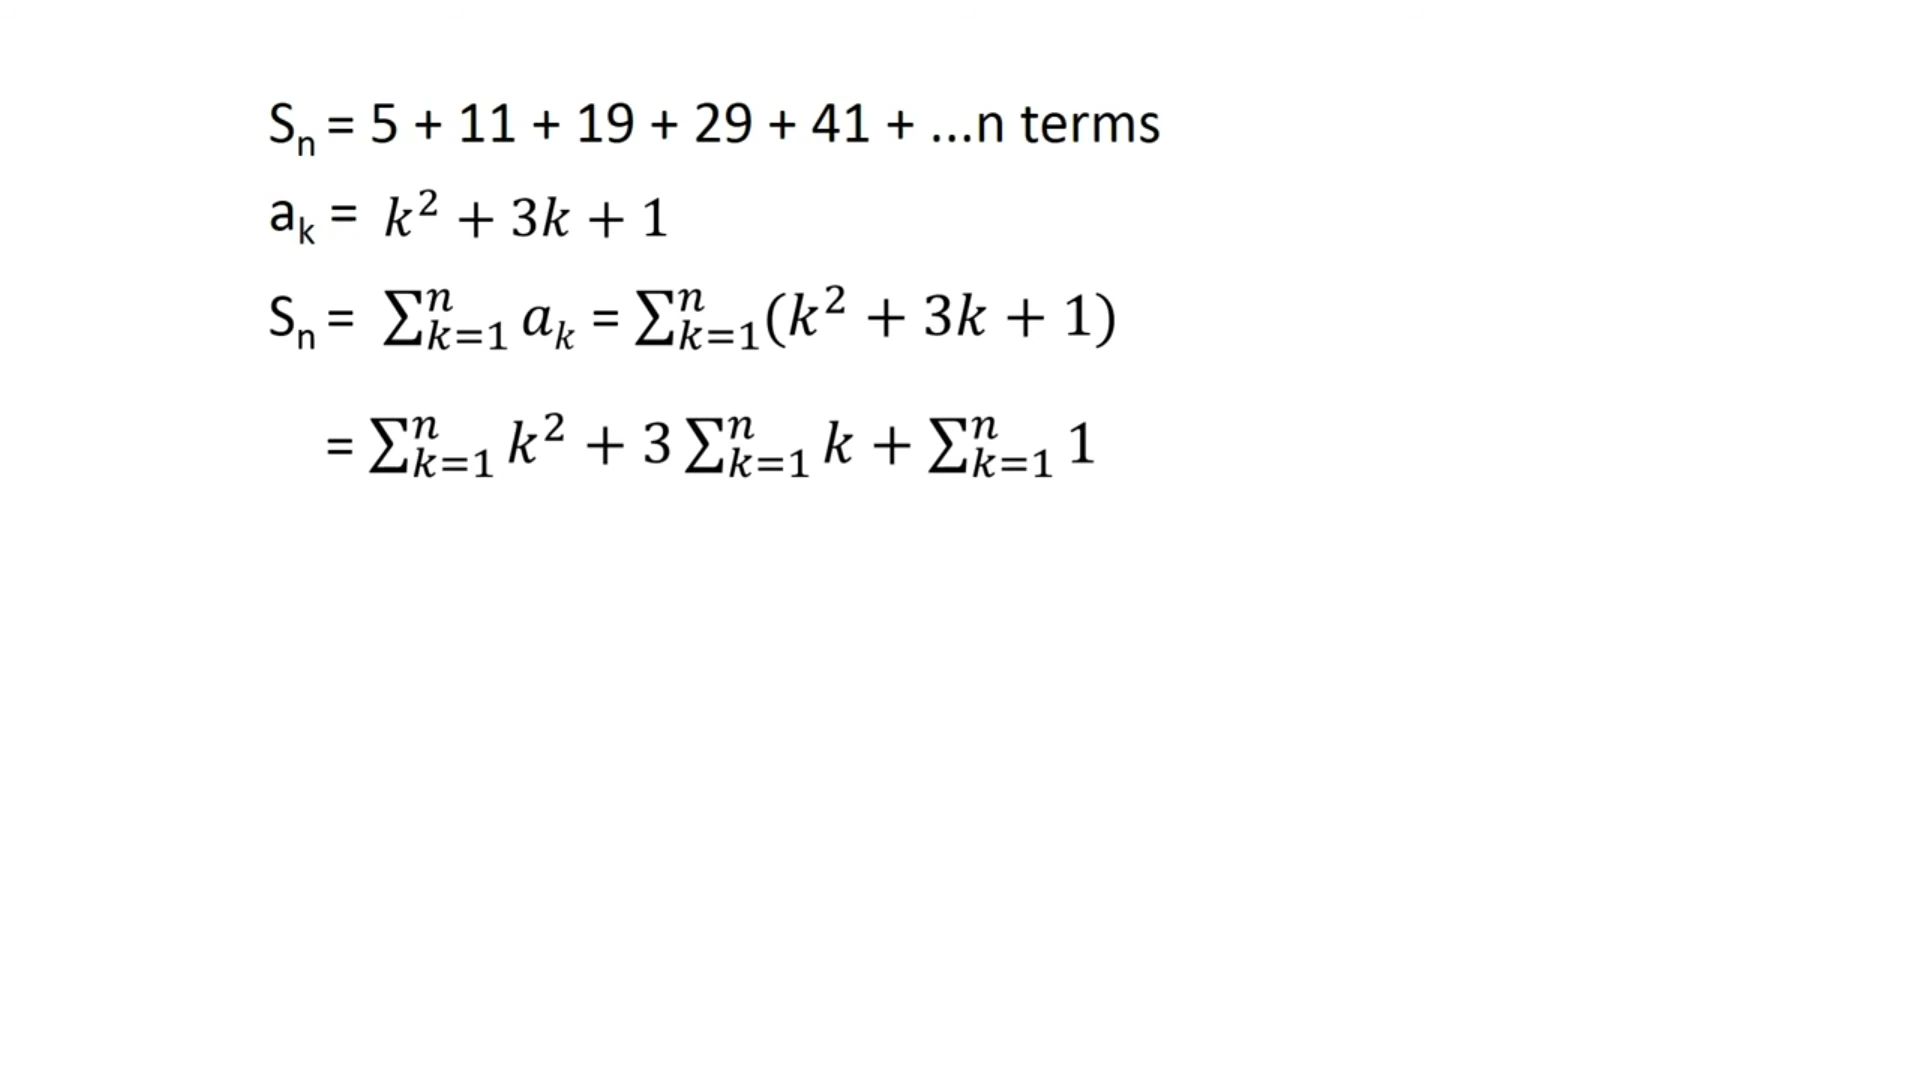 Sₙ = 5 + 11 + 19 + 29 + 41 + ...n terms
aₖ = k² + 3k + 1
Sₙ = ∑ⁿₖ₌₁ aₖ = ∑ⁿₖ₌₁(k² + 3k + 1)
= ∑ⁿₖ₌₁ k² + 3 ∑ⁿₖ₌₁ k + ∑ⁿₖ₌₁ 1